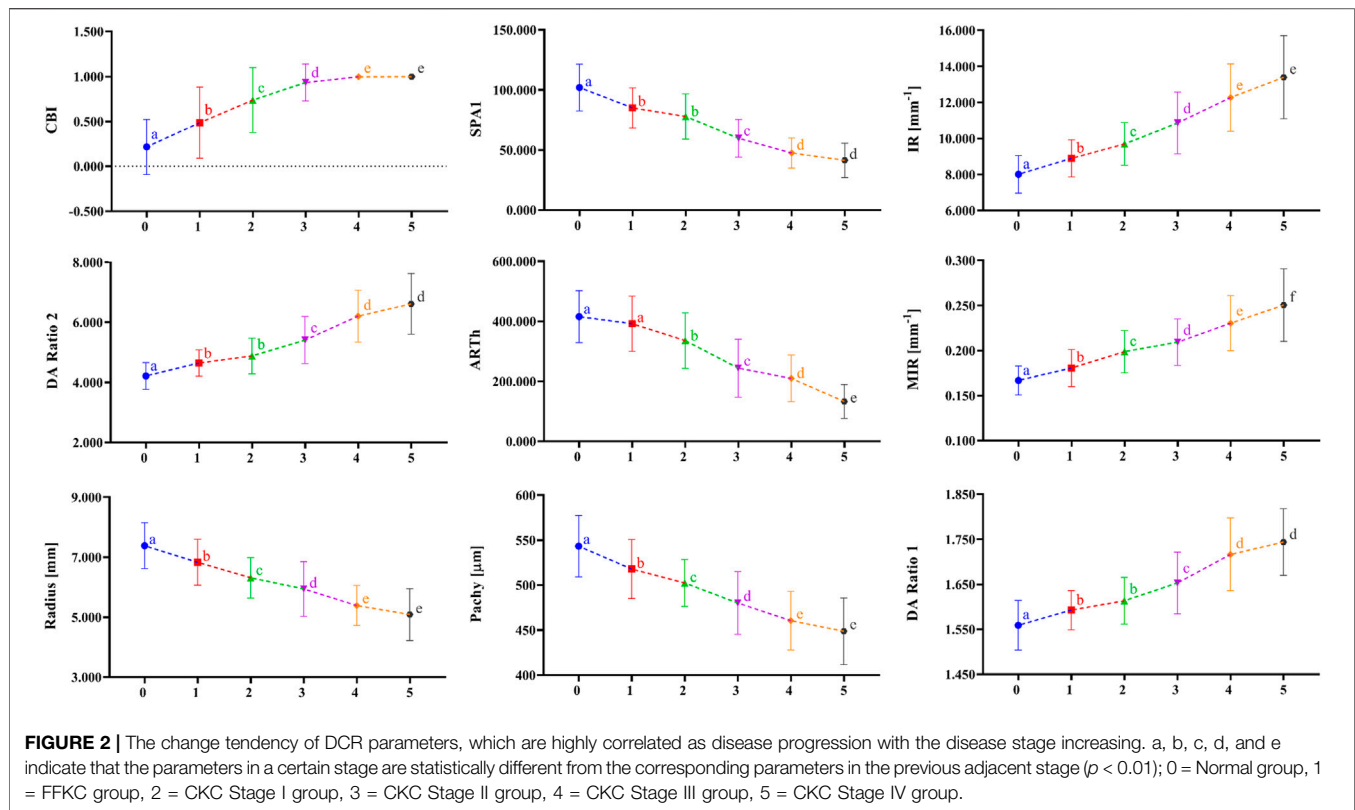 1.500
1.000
0.500
0.000
-0.500
CBI
a
b
c
d
e
e
0 1 2 3 4 5
150.000
100.000
50.000
0.000
SPA1
a
b
b
c
d
d
0 1 2 3 4 5
16.000
14.000
12.000
10.000
8.000
6.000
IR [mm⁻¹]
a
b
c
d
e
e
0 1 2 3 4 5
8.000
6.000
4.000
2.000
DA Ratio 2
a
b
b
c
d
d
0 1 2 3 4 5
600.000
400.000
200.000
0.000
ARTh
a
a
b
c
d
e
0 1 2 3 4 5
0.300
0.250
0.200
0.150
0.100
MIR [mm⁻¹]
a
b
c
d
e
f
0 1 2 3 4 5
9.000
7.000
5.000
3.000
Radius [mm]
a
b
c
d
e
e
0 1 2 3 4 5
600
550
500
450
400
Pachy [µm]
a
b
c
d
e
e
0 1 2 3 4 5
1.850
1.750
1.650
1.550
1.450
DA Ratio 1
a
b
b
c
d
d
0 1 2 3 4 5
FIGURE 2 | The change tendency of DCR parameters, which are highly correlated as disease progression with the disease stage increasing. a, b, c, d, and e
indicate that the parameters in a certain stage are statistically different from the corresponding parameters in the previous adjacent stage (p < 0.01); 0 = Normal group, 1
= FFKC group, 2 = CKC Stage I group, 3 = CKC Stage II group, 4 = CKC Stage III group, 5 = CKC Stage IV group.